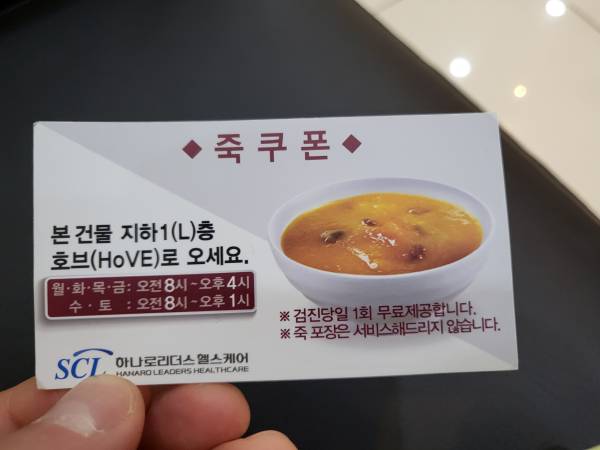 ◆ 죽쿠폰 ◆
본 건물 지하1(L)층
호브(HoVE)로 오세요.
월·화·목·금: 오전 8시 ~ 오후 4시
수 · 토 : 오전 8시 ~ 오후 1시
※ 검진당일 1회 무료제공합니다.
※ 죽 포장은 서비스해드리지 않습니다.
SCL 하나로리더스 헬스케어
HANARO LEADERS HEALTHCARE